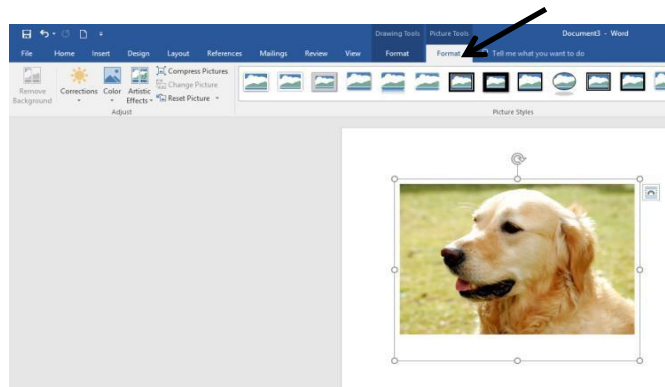 Drawing Tools Picture Tools Document3 - Word
File Home Insert Design Layout References Mailings Review View Format Format Tell me what you want to do
Remove Background
Corrections
Color
Artistic Effects
Compress Pictures
Change Picture
Reset Picture
Adjust
Picture Styles